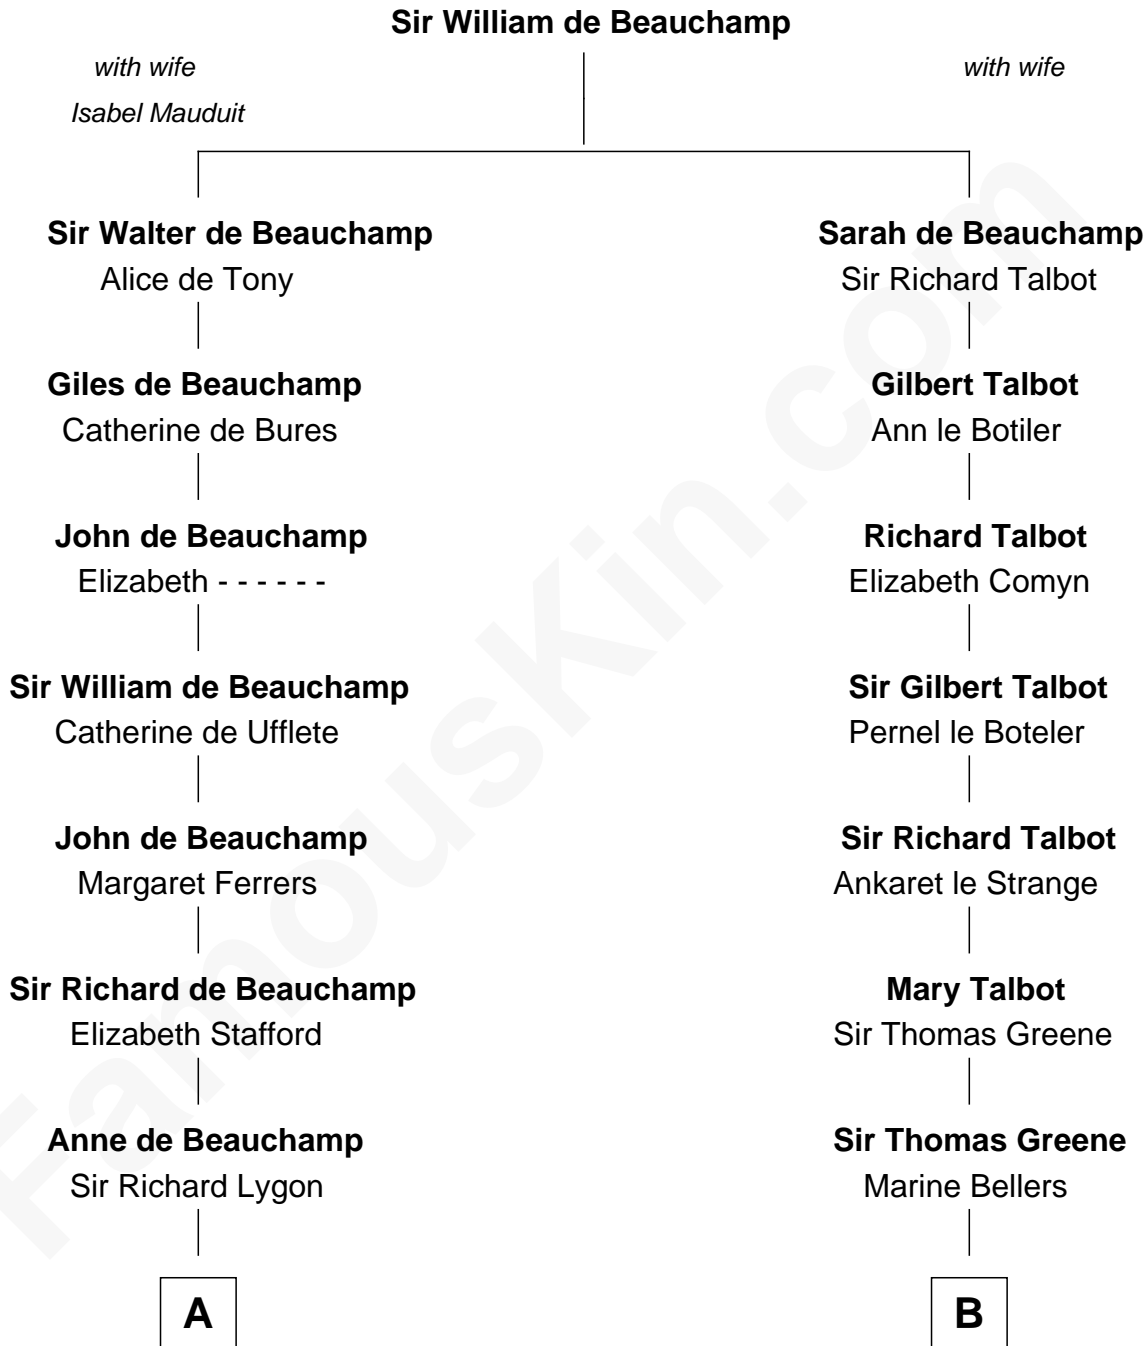 Sir William de Beauchamp
with wife
Isabel Mauduit
with wife
Sir Walter de Beauchamp
Alice de Tony
Sarah de Beauchamp
Sir Richard Talbot
Giles de Beauchamp
Catherine de Bures
Gilbert Talbot
Ann le Botiler
John de Beauchamp
Elizabeth - - - - - -
Richard Talbot
Elizabeth Comyn
Sir William de Beauchamp
Catherine de Ufflete
Sir Gilbert Talbot
Pernel le Boteler
John de Beauchamp
Margaret Ferrers
Sir Richard Talbot
Ankaret le Strange
Sir Richard de Beauchamp
Elizabeth Stafford
Mary Talbot
Sir Thomas Greene
Anne de Beauchamp
Sir Richard Lygon
Sir Thomas Greene
Marine Bellers
A
B
FamousKin.com